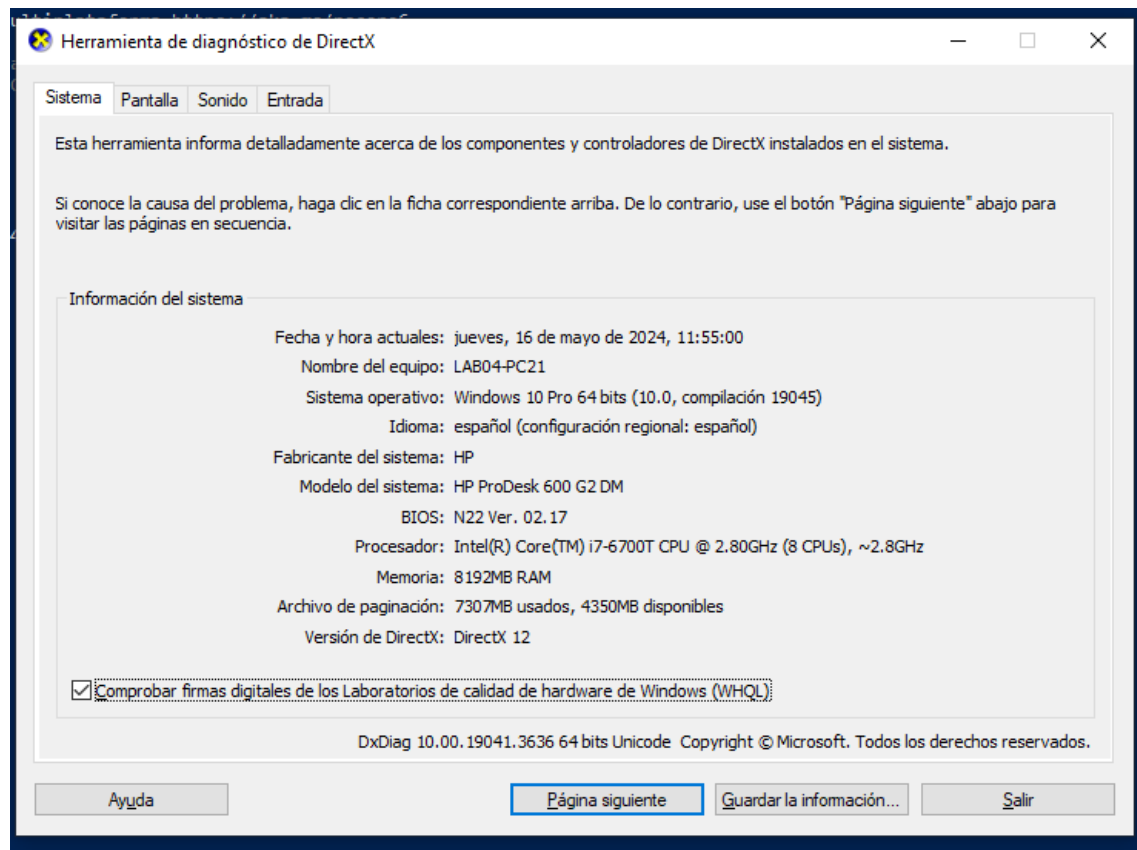 Herramienta de diagnóstico de DirectX
Sistema Pantalla Sonido Entrada
Esta herramienta informa detalladamente acerca de los componentes y controladores de DirectX instalados en el sistema.
Si conoce la causa del problema, haga clic en la ficha correspondiente arriba. De lo contrario, use el botón "Página siguiente" abajo para
visitar las páginas en secuencia.
Información del sistema
Fecha y hora actuales: jueves, 16 de mayo de 2024, 11:55:00
Nombre del equipo: LAB04-PC21
Sistema operativo: Windows 10 Pro 64 bits (10.0, compilación 19045)
Idioma: español (configuración regional: español)
Fabricante del sistema: HP
Modelo del sistema: HP ProDesk 600 G2 DM
BIOS: N22 Ver. 02.17
Procesador: Intel(R) Core(TM) i7-6700T CPU @ 2.80GHz (8 CPUs), ~2.8GHz
Memoria: 8192MB RAM
Archivo de paginación: 7307MB usados, 4350MB disponibles
Versión de DirectX: DirectX 12
Comprobar firmas digitales de los Laboratorios de calidad de hardware de Windows (WHQL)
DxDiag 10.00.19041.3636 64 bits Unicode Copyright © Microsoft. Todos los derechos reservados.
Ayuda Página siguiente Guardar la información... Salir